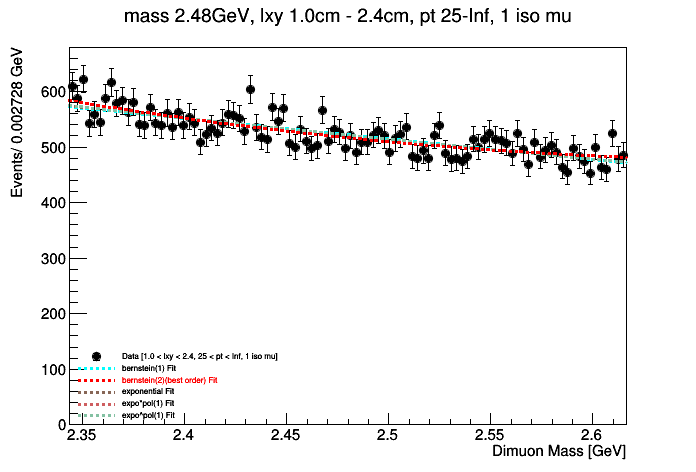 mass 2.48GeV, lxy 1.0cm - 2.4cm, pt 25-Inf, 1 iso mu
Events/ 0.002728 GeV
600
500
400
300
200
100
0
Data [1.0 < lxy < 2.4, 25 < pt < Inf, 1 iso mu]
bernstein(1) Fit
bernstein(2)(best order) Fit
exponential Fit
expo*pol(1) Fit
expo^pol(1) Fit
2.35 2.4 2.45 2.5 2.55 2.6
Dimuon Mass [GeV]